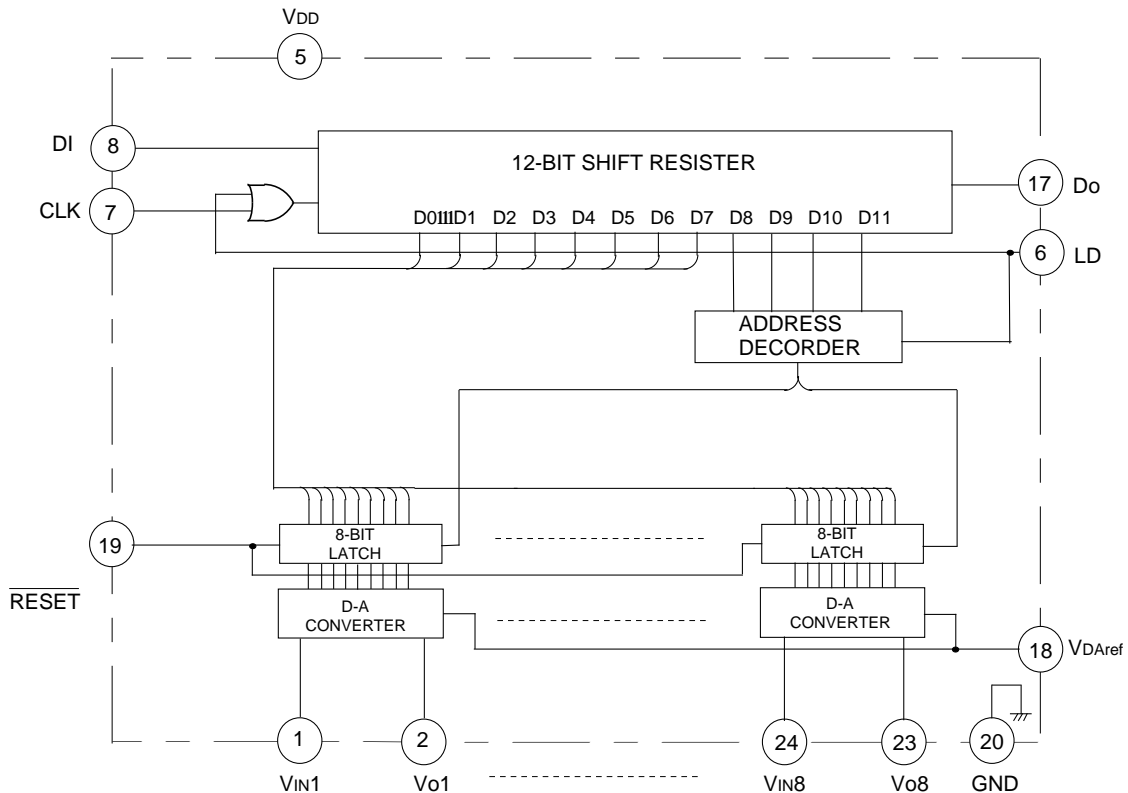 VDD
5
DI
8
12-BIT SHIFT RESISTER
17
Do
CLK
7
D0111D1 D2 D3 D4 D5 D6 D7 D8 D9 D10 D11
6
LD
ADDRESS
DECORDER
19
8-BIT
LATCH
8-BIT
LATCH
RESET
D-A
CONVERTER
D-A
CONVERTER
18
VDAref
1
2
24
23
20
VIN1
Vo1
VIN8
Vo8
GND